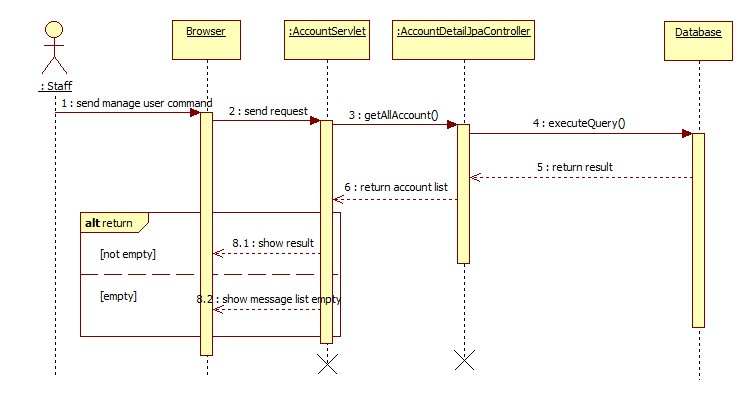 Browser
:AccountServlet
:AccountDetailJpaController
Database
: Staff
1 : send manage user command
2 : send request
3 : getAllAccount()
4 : executeQuery()
5 : return result
6 : return account list
alt return
8.1 : show result
[not empty]
[empty]
8.2 : show message list empty